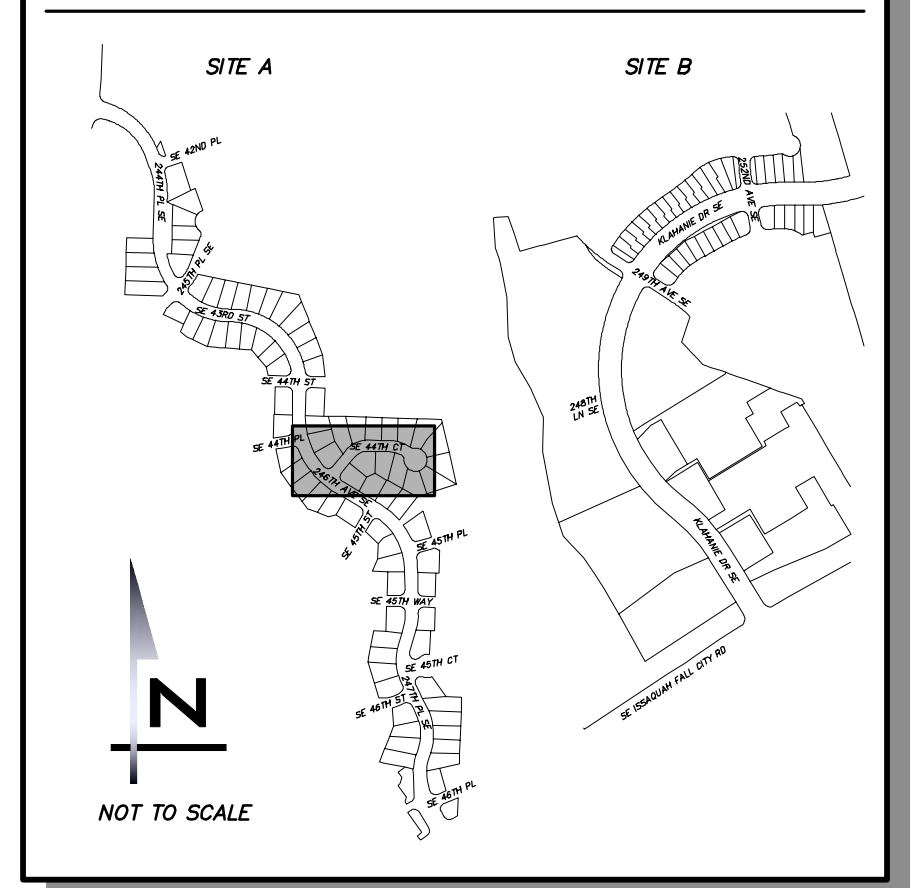 SITE A
SITE B
SE 42ND PL
244TH PL SE
245TH PL SE
SE 43RD ST
SE 44TH ST
SE 44TH PL
SE 44TH CT
246TH AVE SE
SE 45TH ST
SE 45TH PL
SE 45TH WAY
SE 45TH CT
247TH PL SE
SE 46TH ST
SE 46TH PL
252ND AVE SE
KLAHANIE DR SE
249TH AVE SE
248TH
LN SE
KLAHANIE DR SE
SE ISSAQUAH FALL CITY RD
N
NOT TO SCALE